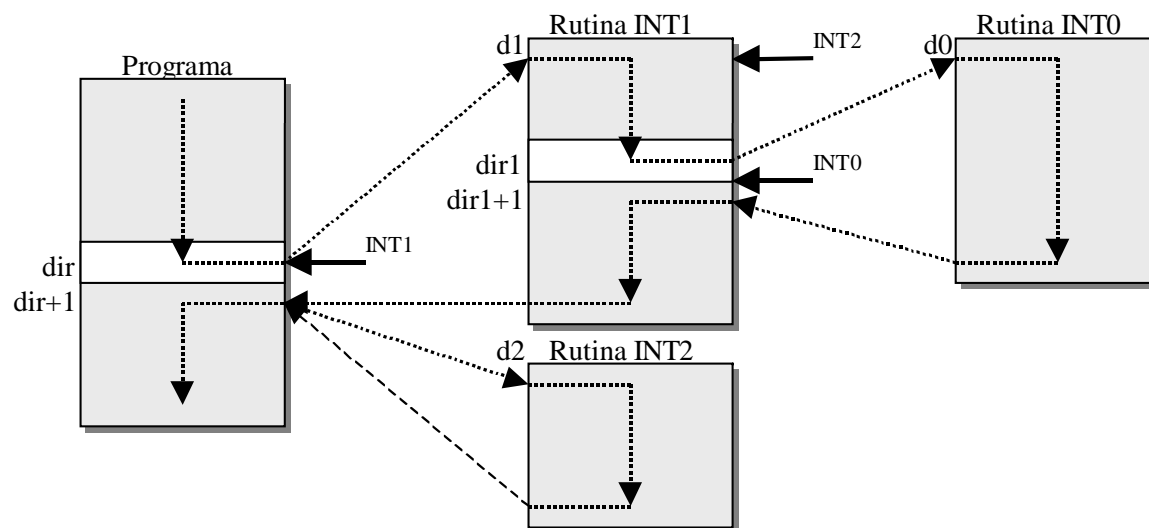 Rutina INT1
Rutina INT0
d1
INT2
d0
Programa
dir1
INT0
dir1+1
INT1
dir
dir+1
d2
Rutina INT2